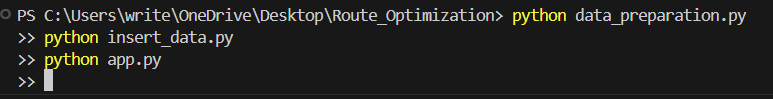 PS C:\Users\write\OneDrive\Desktop\Route_Optimization> python data_preparation.py
>> python insert_data.py
>> python app.py
>>